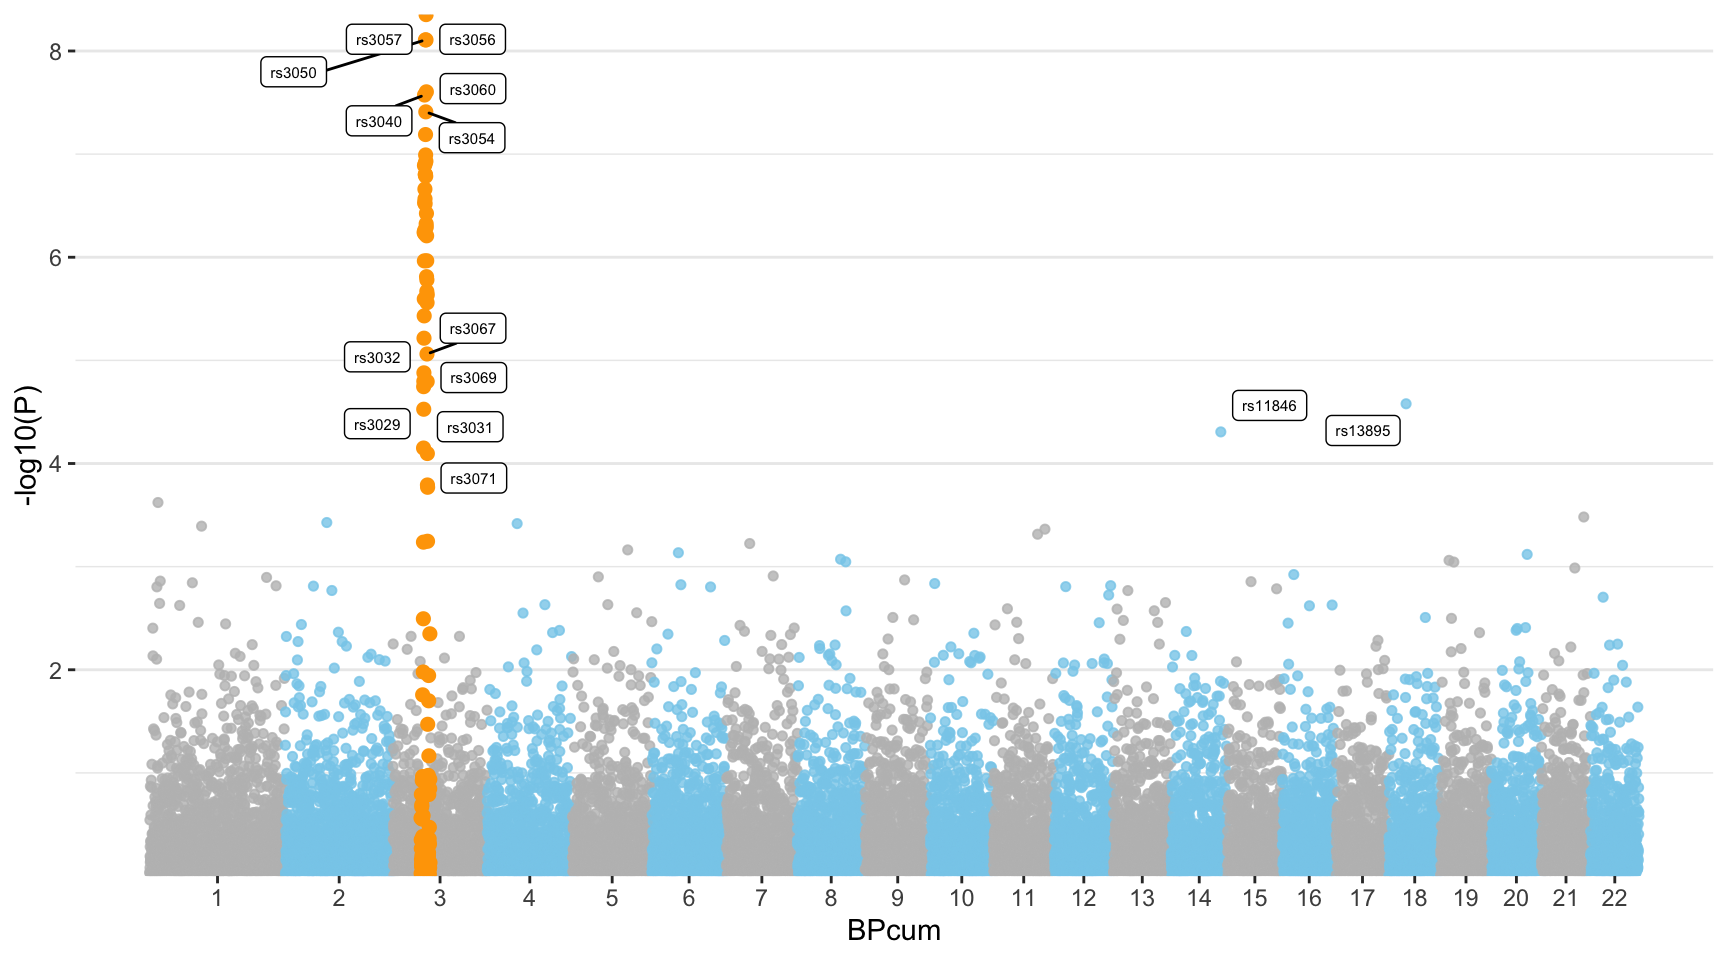 rs3057
rs3056
rs3050
rs3060
rs3040
rs3054
rs3067
rs3032
rs3069
rs11846
rs3029
rs3031
rs13895
rs3071
8
6
4
2
-log10(P)
1 2 3 4 5 6 7 8 9 10 11 12 13 14 15 16 17 18 19 20 21 22
BPcum